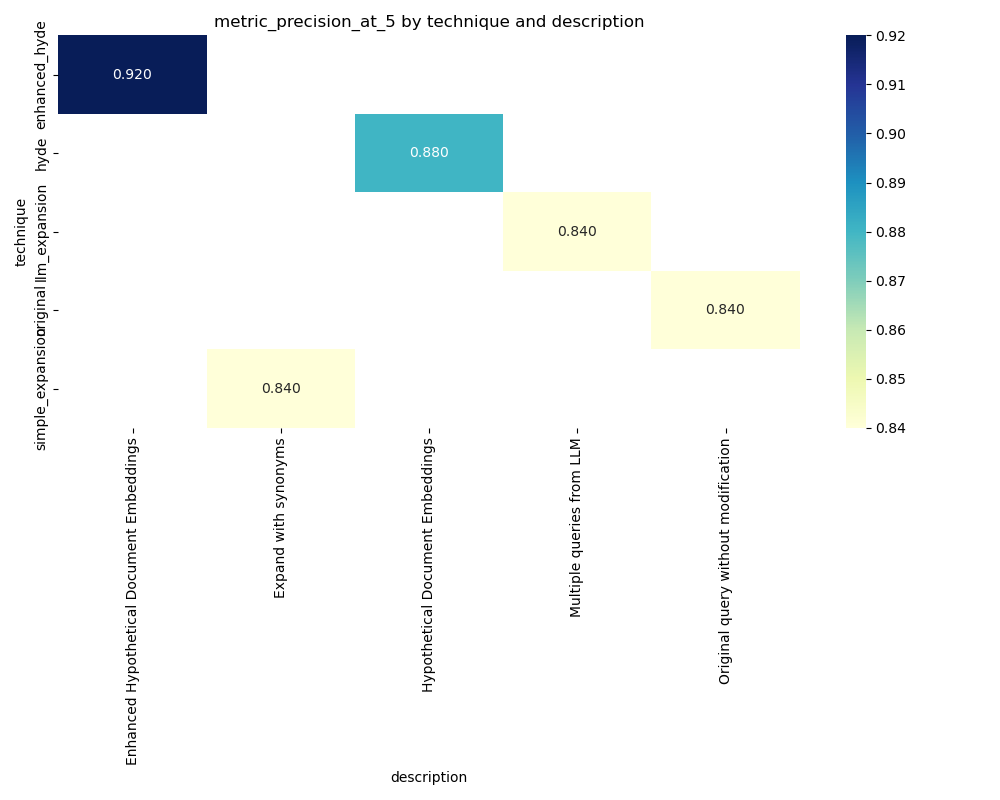 metric_precision_at_5 by technique and description
technique
enhanced_hyde
hyde
llm_expansion
original
simple_expansion
0.920
0.880
0.840
0.840
0.840
0.92
0.91
0.90
0.89
0.88
0.87
0.86
0.85
0.84
Enhanced Hypothetical Document Embeddings
Expand with synonyms
Hypothetical Document Embeddings
Multiple queries from LLM
Original query without modification
description